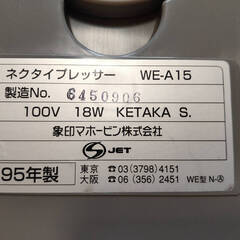 ネクタイプレッサー WE-A15
製造No. 6450906
100V 18W KETAKA S.
象印マホービン株式会社
S JET
95年製 東京 ☎03(3798)4151
大阪 ☎06(356)2451 WE型 N-Ⓐ